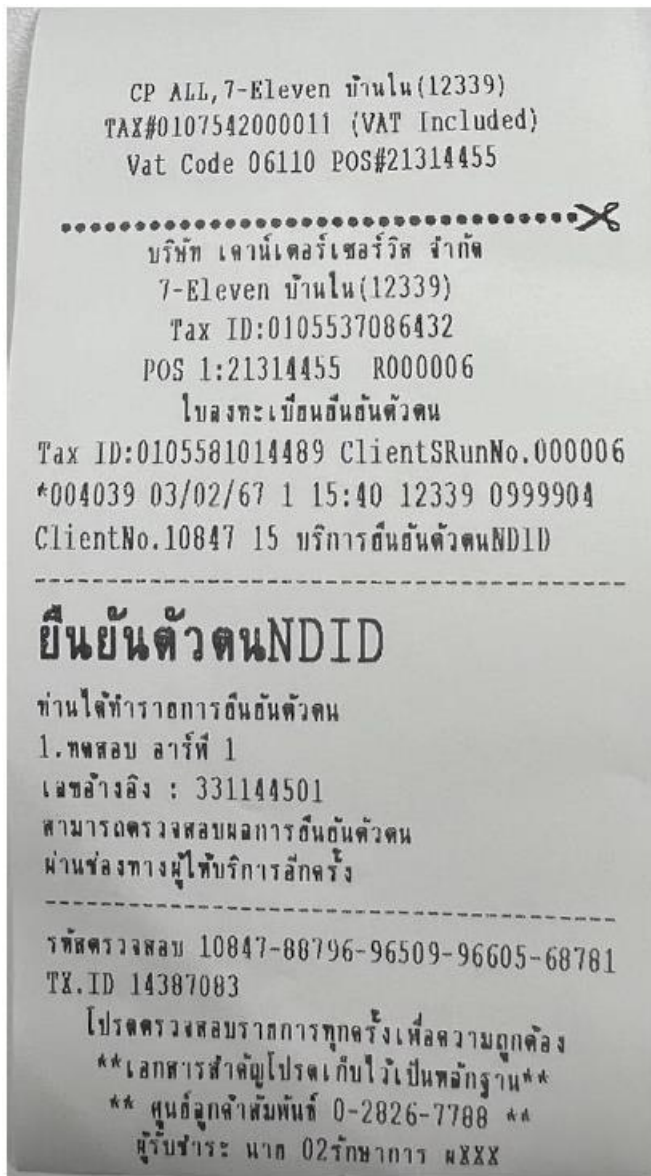 CP ALL,7-Eleven บ้านใน(12339)
TAX#0107542000011 (VAT Included)
Vat Code 06110 POS#21314455
บริษัท เคาน์เตอร์เซอร์วิส จำกัด
7-Eleven บ้านใน(12339)
Tax ID:0105537086432
POS 1:21314455 R000006
ใบลงทะเบียนยืนยันตัวตน
Tax ID:0105581014489 ClientSRunNo.000006
*004039 03/02/67 1 15:40 12339 0999904
ClientNo.10847 15 บริการยืนยันตัวตนNDID
ยืนยันตัวตนNDID
ท่านได้ทำรายการยืนยันตัวตน
1.ทดสอบ อาร์พี 1
เลขอ้างอิง : 331144501
สามารถตรวจสอบผลการยืนยันตัวตน
ผ่านช่องทางผู้ให้บริการอีกครั้ง
รหัสตรวจสอบ 10847-88796-96509-96605-68781
TX.ID 14387083
โปรดตรวจสอบรายการทุกครั้งเพื่อความถูกต้อง
**เอกสารสำคัญโปรดเก็บไว้เป็นหลักฐาน**
** ศูนย์ลูกค้าสัมพันธ์ 0-2826-7788 **
ผู้รับชำระ นาย 02รักษาการ ผXXX